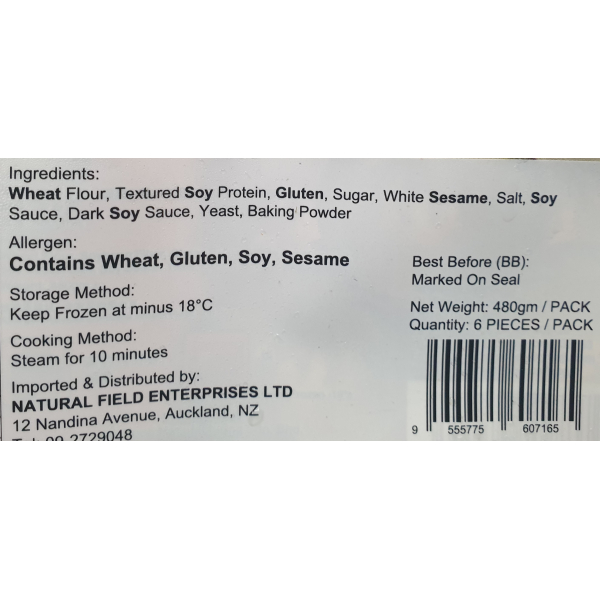 Ingredients:
Wheat Flour, Textured Soy Protein, Gluten, Sugar, White Sesame, Salt, Soy
Sauce, Dark Soy Sauce, Yeast, Baking Powder
Allergen:
Contains Wheat, Gluten, Soy, Sesame
Storage Method:
Keep Frozen at minus 18°C
Cooking Method:
Steam for 10 minutes
Imported & Distributed by:
NATURAL FIELD ENTERPRISES LTD
12 Nandina Avenue, Auckland, NZ
Tel: 09 2729048
Best Before (BB):
Marked On Seal
Net Weight: 480gm / PACK
Quantity: 6 PIECES / PACK
9 555775 607165